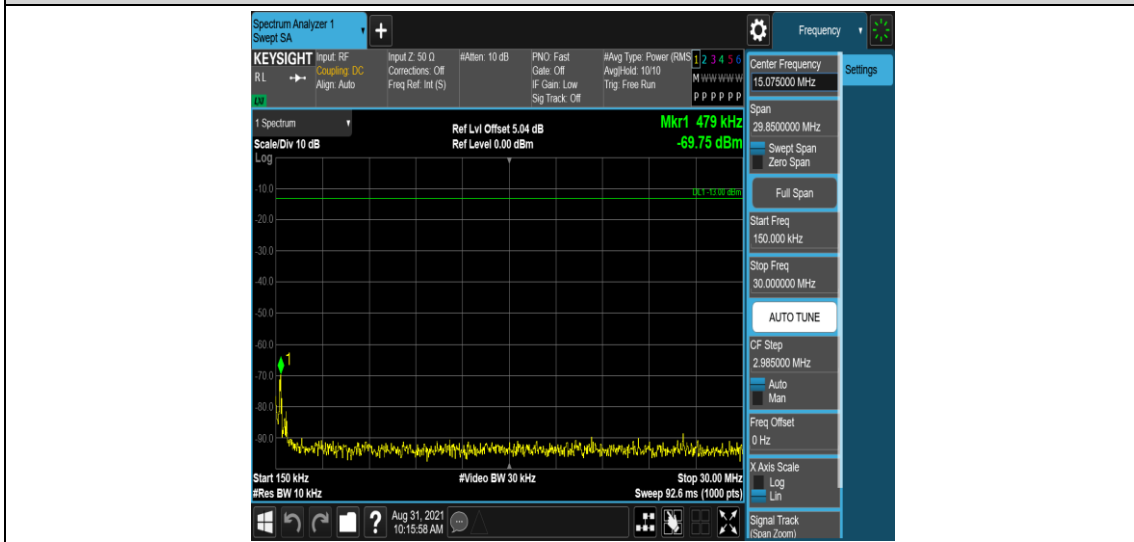 Spectrum Analyzer 1
Swept SA
+
Frequency
KEYSIGHT
RL
LXI
Input: RF
Coupling: DC
Align: Auto
Input Z: 50 Ω
Corrections: Off
Freq Ref: Int (S)
#Atten: 10 dB
PNO: Fast
Gate: Off
IF Gain: Low
Sig Track: Off
#Avg Type: Power (RMS
Avg|Hold: 10/10
Trig: Free Run
1 2 3 4 5 6
M W W W W W
P P P P P P
1 Spectrum
Scale/Div 10 dB
Log
Ref Lvl Offset 5.04 dB
Ref Level 0.00 dBm
Mkr1 479 kHz
-69.75 dBm
DL1 -13.00 dBm
-10.0
-20.0
-30.0
-40.0
-50.0
-60.0
1
-70.0
-80.0
-90.0
Start 150 kHz
#Res BW 10 kHz
#Video BW 30 kHz
Stop 30.00 MHz
Sweep 92.6 ms (1000 pts)
?
Aug 31, 2021
10:15:58 AM
Center Frequency
15.075000 MHz
Settings
Span
29.8500000 MHz
Swept Span
Zero Span
Full Span
Start Freq
150.000 kHz
Stop Freq
30.000000 MHz
AUTO TUNE
CF Step
2.985000 MHz
Auto
Man
Freq Offset
0 Hz
X Axis Scale
Log
Lin
Signal Track
(Span Zoom)